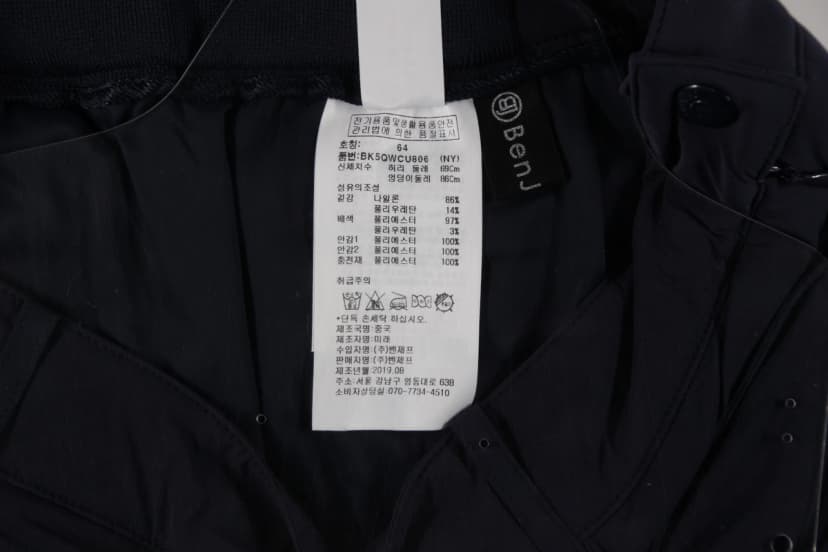 전기용품및생활용품안전
관리법에 의한 품질표시
호칭: 64
품번:BK5QWCU806 (NY)
신체치수 허리 둘레 69Cm
엉덩이둘레 86Cm
섬유의조성
겉감 나일론 86%
폴리우레탄 14%
배색 폴리에스터 97%
폴리우레탄 3%
안감1 폴리에스터 100%
안감2 폴리에스터 100%
충전재 폴리에스터 100%
취급주의
*단독 손세탁 하십시오.
제조국명:중국
제조자명:미래
수입자명:(주)벤제프
판매자명:(주)벤제프
제조년월:2019.08
주소:서울 강남구 영동대로 638
소비자상담실:070-7734-4510
BenJ